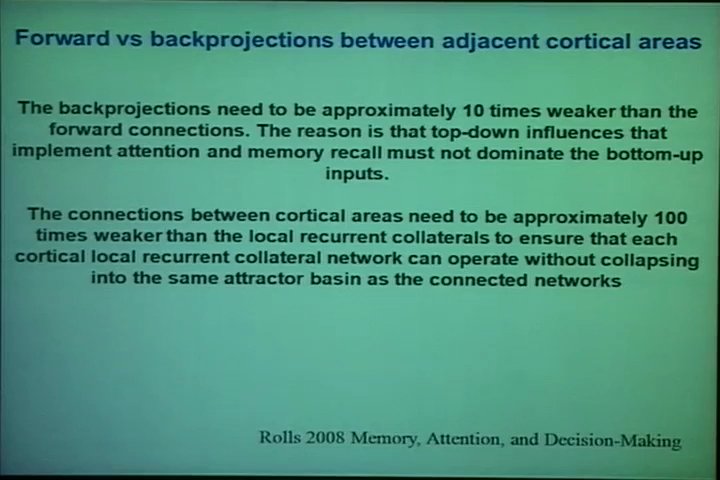 Forward vs backprojections between adjacent cortical areas
The backprojections need to be approximately 10 times weaker than the
forward connections. The reason is that top-down influences that
implement attention and memory recall must not dominate the bottom-up
inputs.
The connections between cortical areas need to be approximately 100
times weaker than the local recurrent collaterals to ensure that each
cortical local recurrent collateral network can operate without collapsing
into the same attractor basin as the connected networks
Rolls 2008 Memory, Attention, and Decision-Making